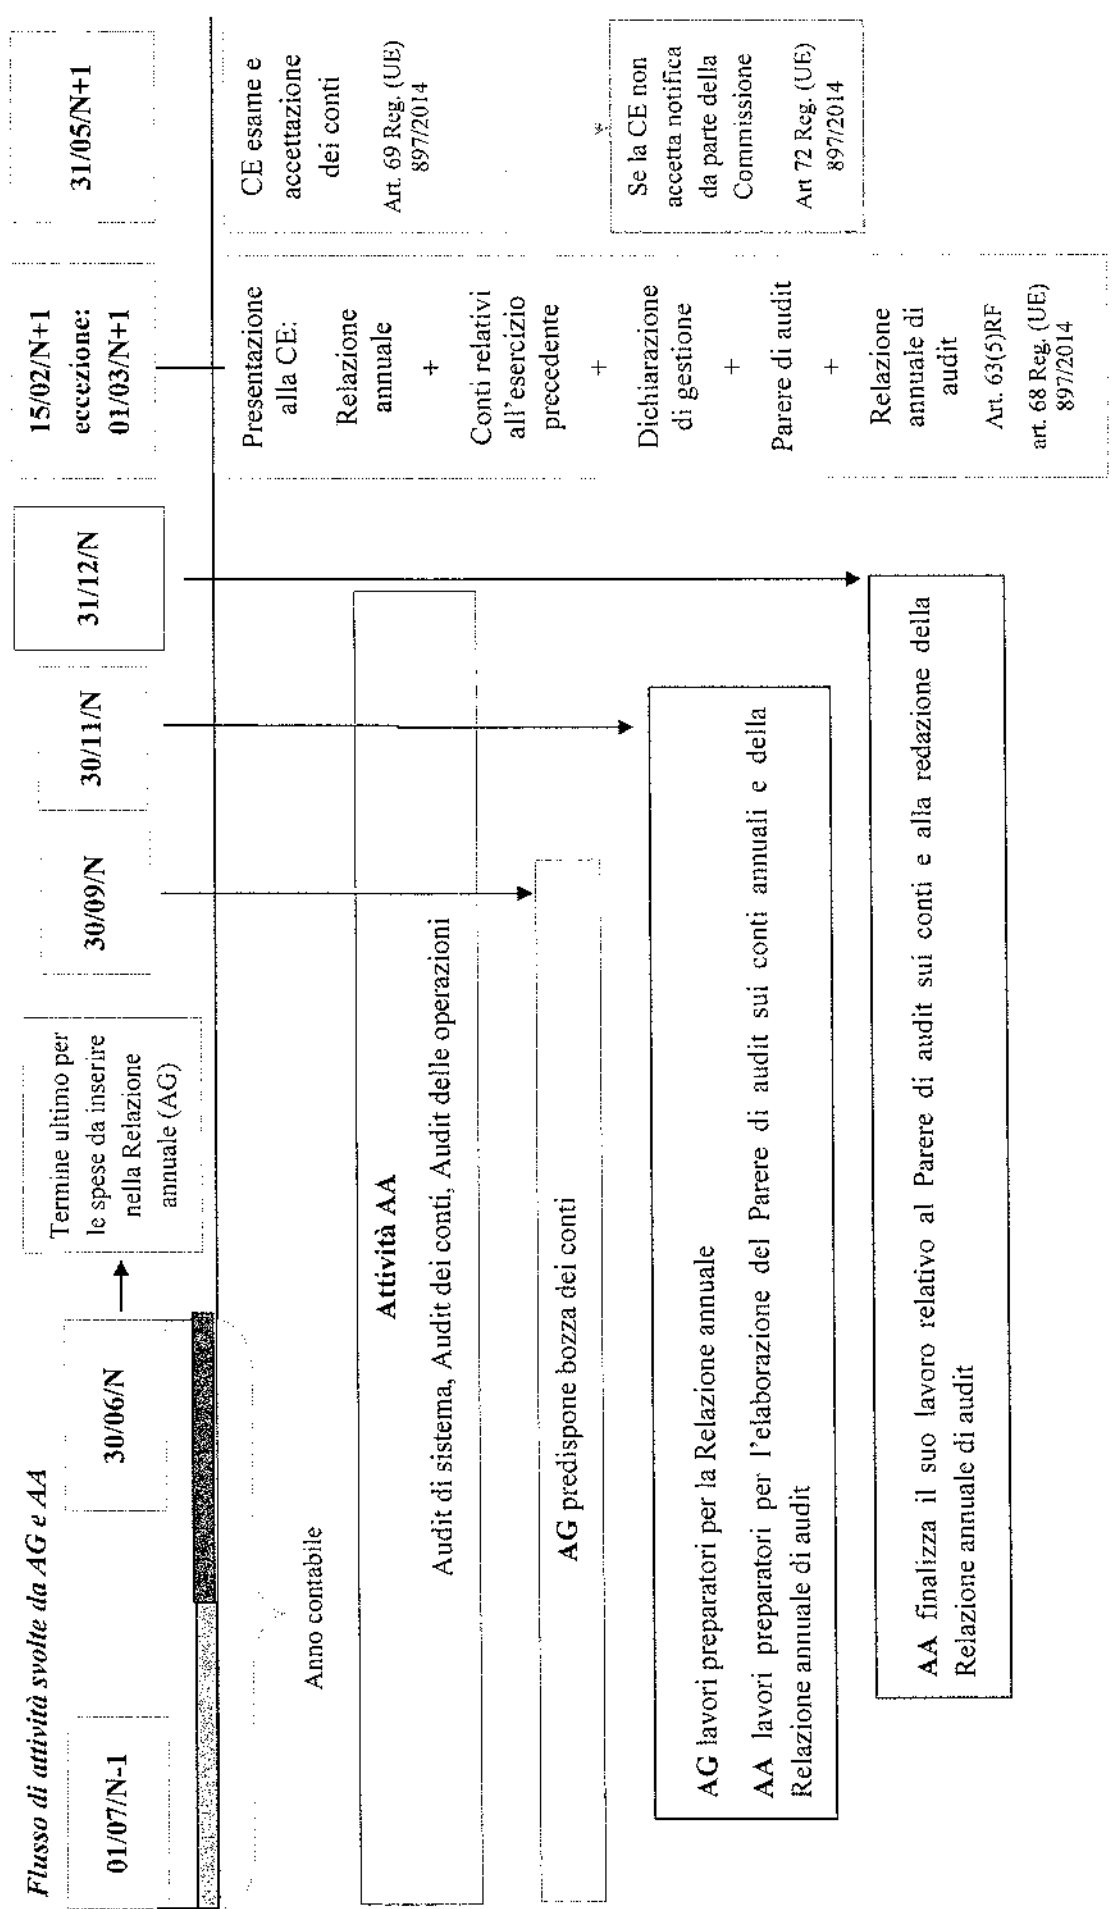 Flusso di attività svolte da AG e AA
01/07/N-1
30/06/N
Termine ultimo per
le spese da inserire
nella Relazione
annuale (AG)
30/09/N
30/11/N
31/12/N
15/02/N+1
eccezione:
01/03/N+1
31/05/N+1
Anno contabile
Attività AA
Audit di sistema, Audit dei conti, Audit delle operazioni
AG predispone bozza dei conti
AG lavori preparatori per la Relazione annuale
AA lavori preparatori per l'elaborazione del Parere di audit sui conti annuali e della
Relazione annuale di audit
AA finalizza il suo lavoro relativo al Parere di audit sui conti e alla redazione della
Relazione annuale di audit
Presentazione
alla CE:
Relazione
annuale
+
Conti relativi
all'esercizio
precedente
+
Dichiarazione
di gestione
+
Parere di audit
+
Relazione
annuale di
audit
Art. 63(5)RF
art. 68 Reg. (UE)
897/2014
CE esame e
accettazione
dei conti
Art. 69 Reg. (UE)
897/2014
Se la CE non
accetta notifica
da parte della
Commissione
Art 72 Reg. (UE)
897/2014